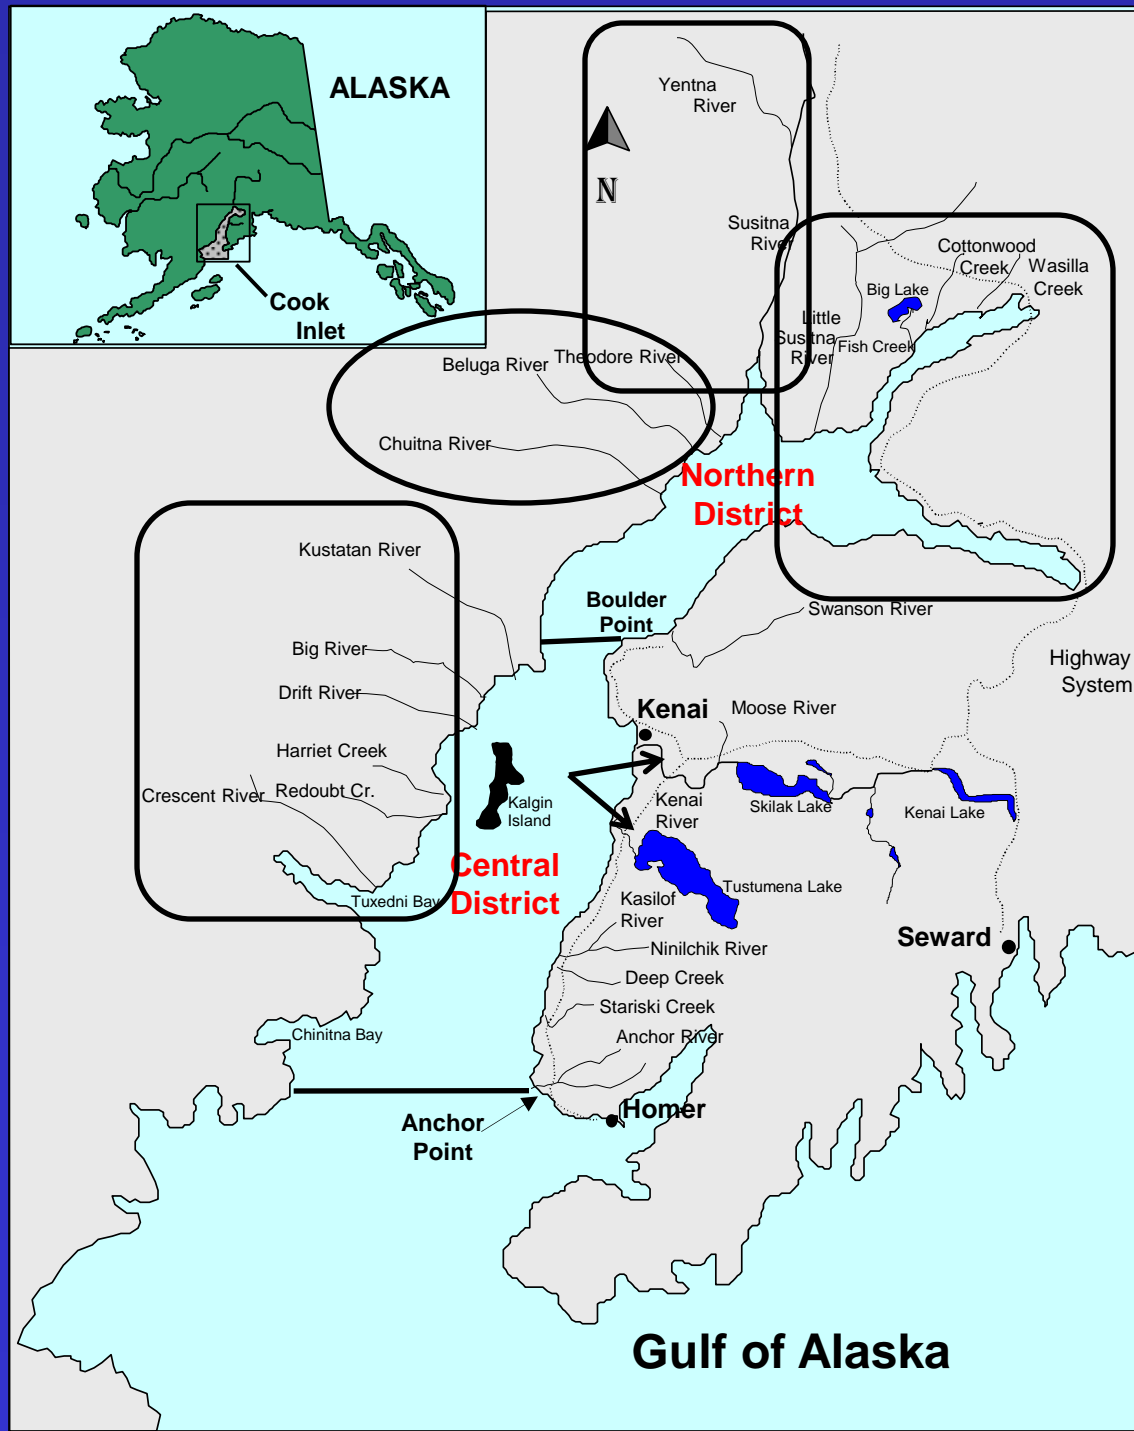 ALASKA
Cook
Inlet
N
Yentna
River
Susitna
River
Cottonwood
Creek
Wasilla
Creek
Big Lake
Little
Susitna
River
Fish Creek
Beluga River
Theodore River
Chuitna River
Northern
District
Kustatan River
Boulder
Point
Swanson River
Big River
Highway
System
Drift River
Kenai
Moose River
Harriet Creek
Crescent River
Redoubt Cr.
Kalgin
Island
Kenai
River
Skilak Lake
Kenai Lake
Central
District
Tuxedni Bay
Tustumena Lake
Kasilof
River
Seward
Ninilchik River
Deep Creek
Stariski Creek
Chinitna Bay
Anchor River
Anchor
Point
Homer
Gulf of Alaska